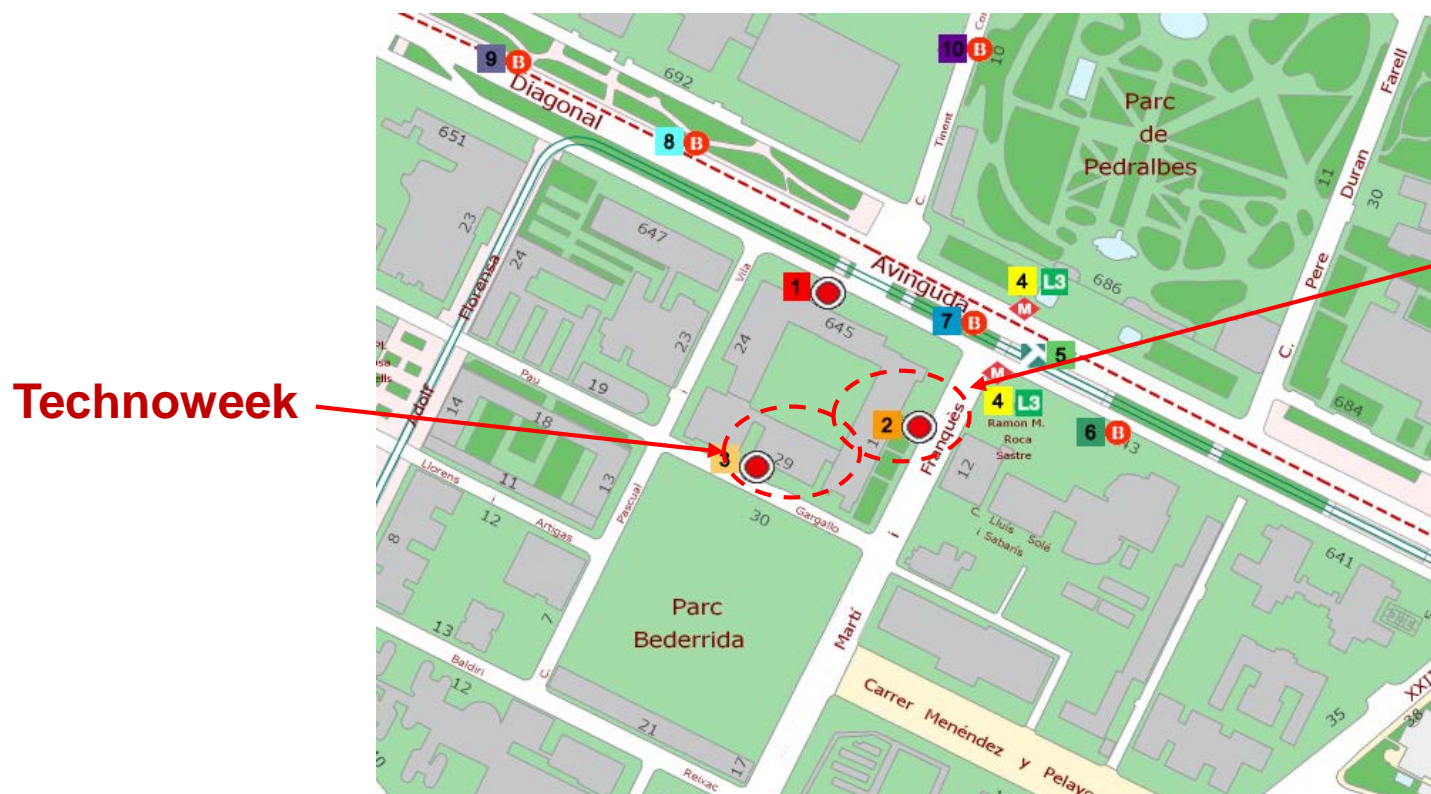 Technoweek
9 B
Diagonal
692
10 B
10
Tinent
C.
Parc
de
Pedralbes
Farell
Duran
Pere
C.
11
30
651
23
8 B
647
24
Florensa
Adolf
Vila
i
Pascual
C.
23
24
1
645
Avinguda
7 B
4 L3
M
686
5
M
4 L3
Ramon M.
Roca
Sastre
6 B
684
Pau
19
18
14
11
13
Llorens
i
Artigas
12
8
2
3
29
30
Gargallo
Franquès
i
Martí
12
C. Lluís Solé
i Sabarís
641
Parc
Bederrida
7
13
Baldiri
12
21
17
Reixac
Carrer Menéndez y Pelayo
35
38